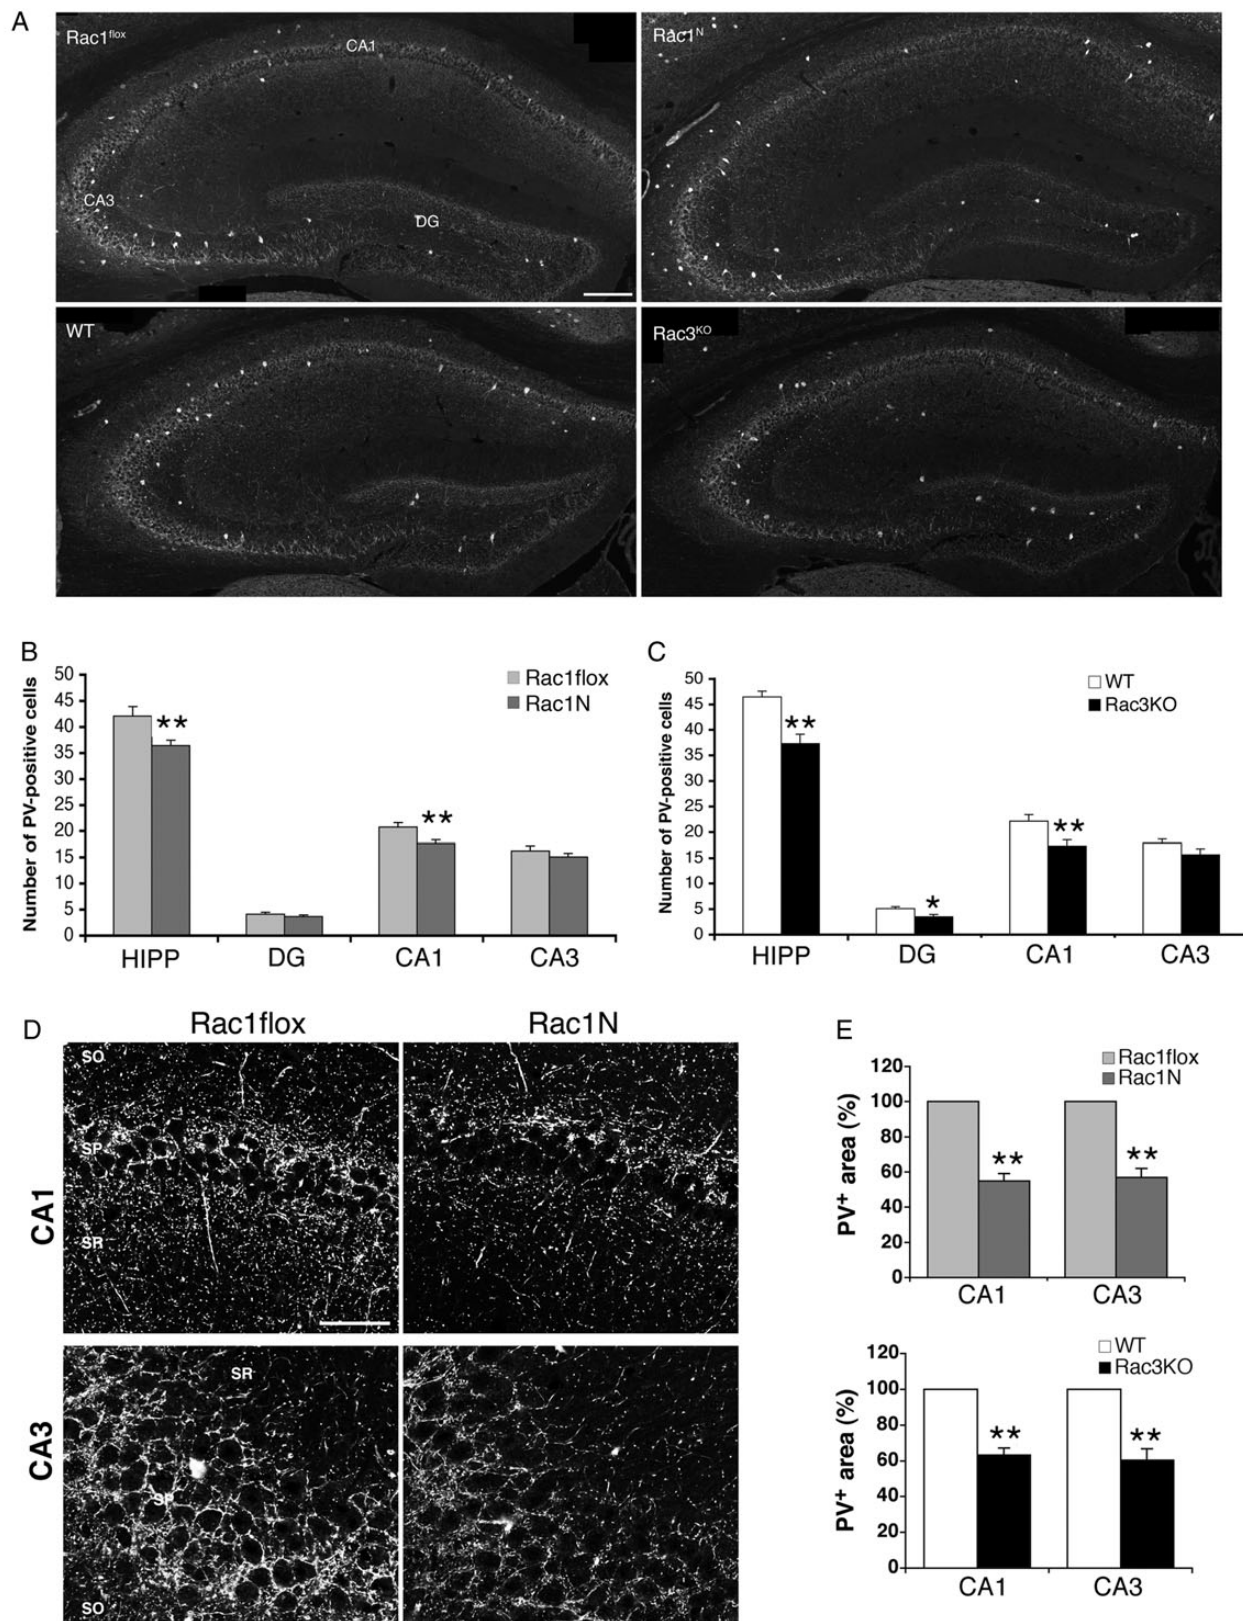 A
Rac1flox
CA1
CA3
DG
Rac1N
WT
Rac3KO
B
Number of PV-positive cells
50
45
40
35
30
25
20
15
10
5
0
Rac1flox
Rac1N
**
**
HIPP
DG
CA1
CA3
C
Number of PV-positive cells
50
45
40
35
30
25
20
15
10
5
0
WT
Rac3KO
**
*
**
HIPP
DG
CA1
CA3
D
Rac1flox
Rac1N
CA1
SO
SP
SR
CA3
SR
SP
SO
E
PV+ area (%)
120
100
80
60
40
20
0
Rac1flox
Rac1N
**
**
CA1
CA3
PV+ area (%)
120
100
80
60
40
20
0
WT
Rac3KO
**
**
CA1
CA3